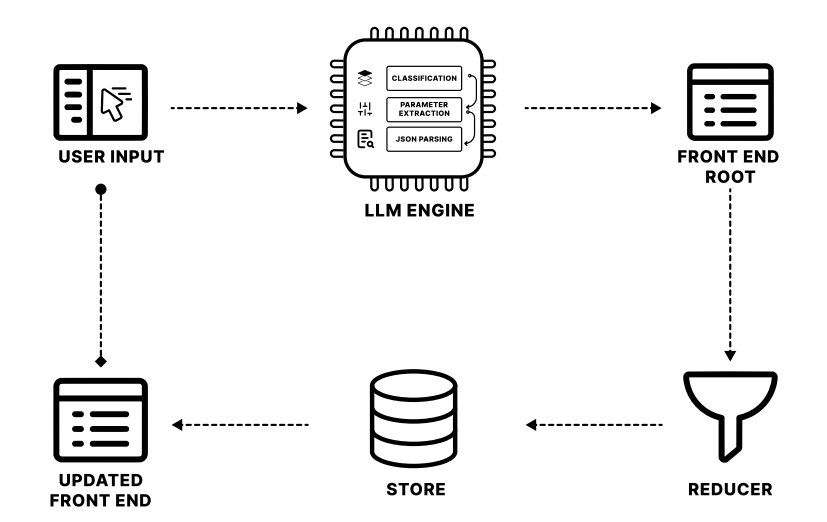 CLASSIFICATION
PARAMETER
EXTRACTION
JSON PARSING
USER INPUT
LLM ENGINE
FRONT END
ROOT
UPDATED
FRONT END
STORE
REDUCER